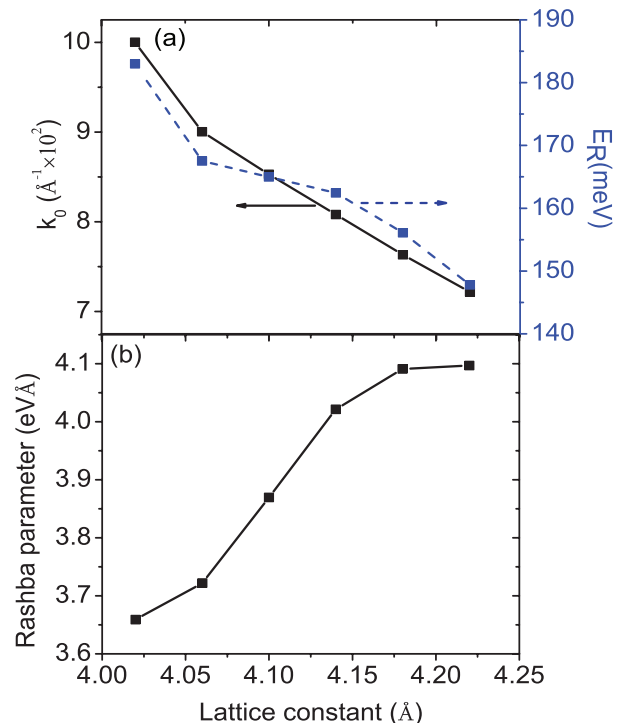 (a)
10
9
8
7
k₀ (Å⁻¹×10²)
190
180
170
160
150
140
E_R(meV)
(b)
4.1
4.0
3.9
3.8
3.7
3.6
Rashba parameter (eVÅ)
4.00 4.05 4.10 4.15 4.20 4.25
Lattice constant (Å)